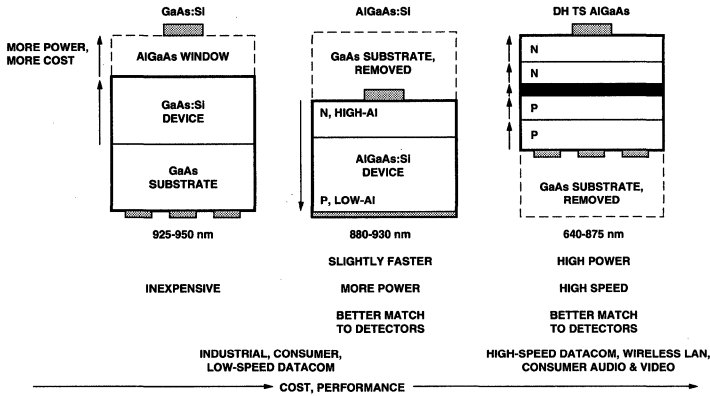 GaAs:Si
AlGaAs:Si
DH TS AlGaAs
MORE POWER,
MORE COST
AlGaAs WINDOW
GaAs:Si
DEVICE
GaAs
SUBSTRATE
925-950 nm
INEXPENSIVE
GaAs SUBSTRATE,
REMOVED
N, HIGH-Al
AlGaAs:Si
DEVICE
P, LOW-Al
880-930 nm
SLIGHTLY FASTER
MORE POWER
BETTER MATCH
TO DETECTORS
N
N
P
P
GaAs SUBSTRATE,
REMOVED
640-875 nm
HIGH POWER
HIGH SPEED
BETTER MATCH
TO DETECTORS
INDUSTRIAL, CONSUMER,
LOW-SPEED DATACOM
HIGH-SPEED DATACOM, WIRELESS LAN,
CONSUMER AUDIO & VIDEO
COST, PERFORMANCE